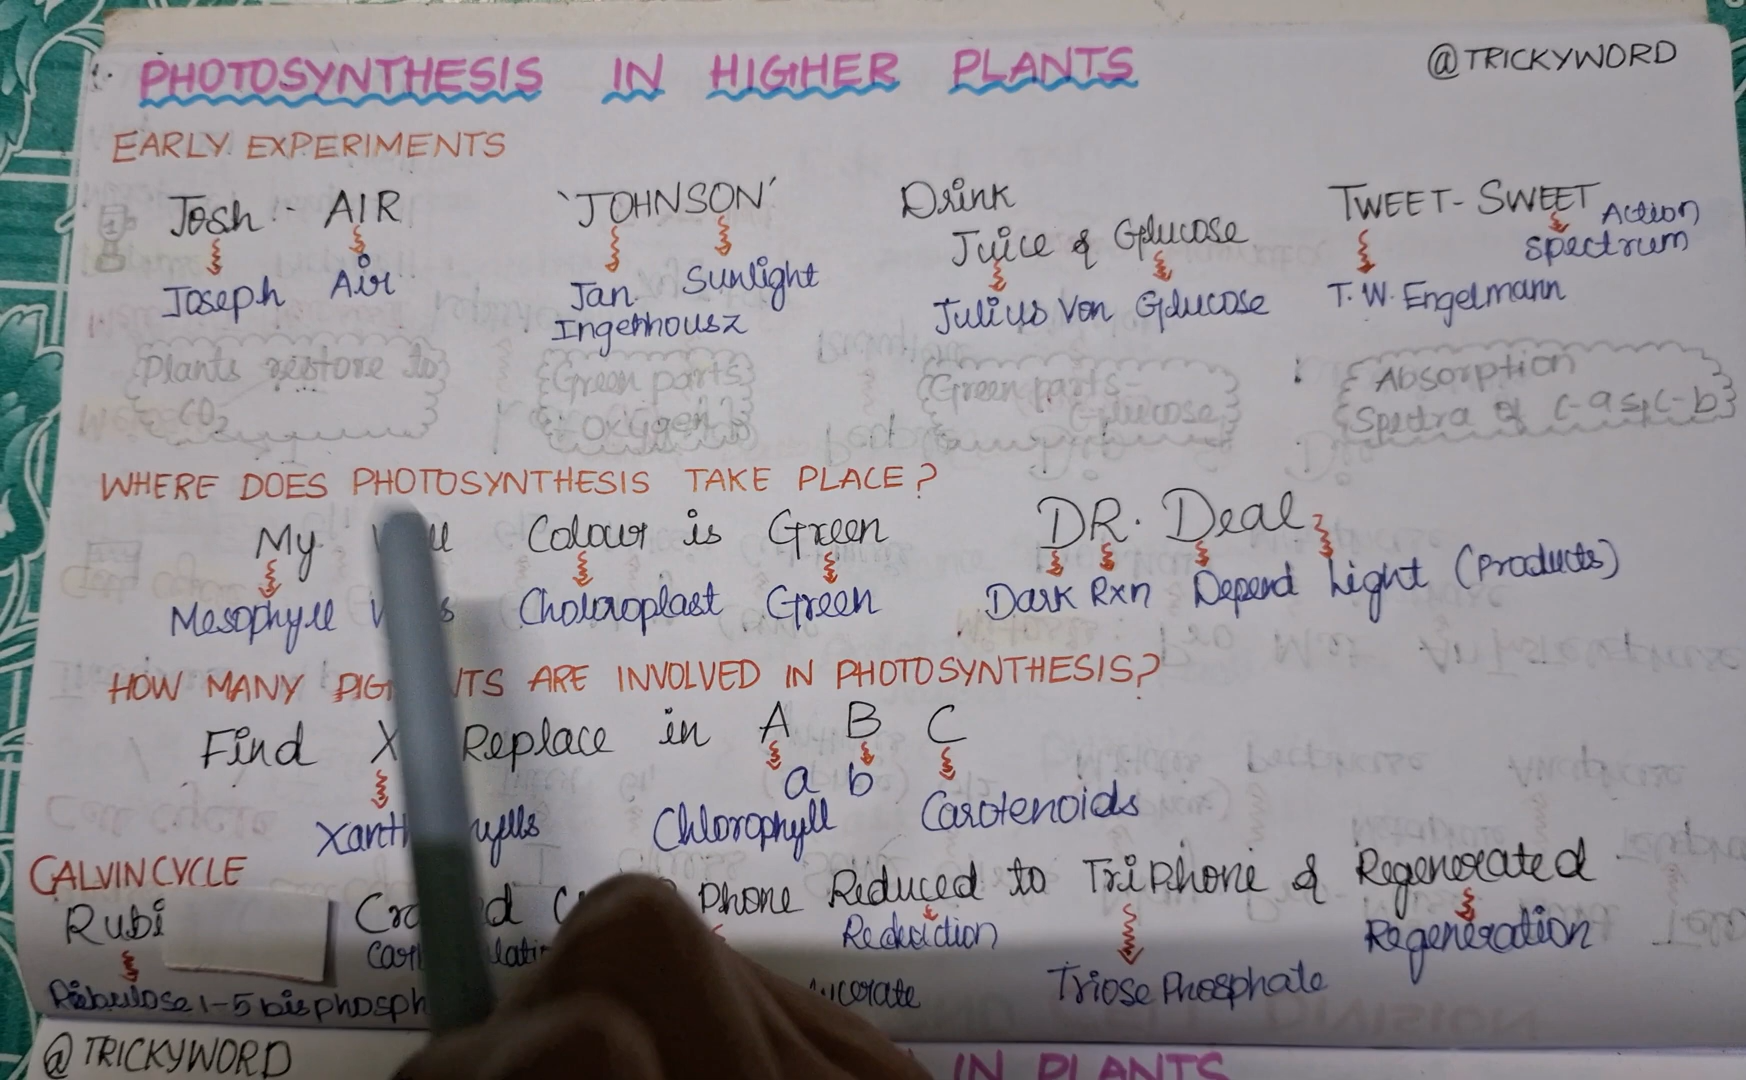 PHOTOSYNTHESIS IN HIGHER PLANTS
@TRICKYWORD
EARLY EXPERIMENTS
Josh - AIR
Joseph Air
'JOHNSON'
Jan Sunlight
Ingenhousz
Drink
Juice & Glucose
Julius Von Glucose
TWEET - SWEET
Action
Spectrum
T. W. Engelmann
Plants restore to
CO2
Green parts
oxygen
Green parts-
Glucose
Absorption
Spectra of C-a & C-b
WHERE DOES PHOTOSYNTHESIS TAKE PLACE?
My Colour is Green
Mesophyll Choloroplast Green
DR. Deal
Dark Rxn Depend Light (Products)
HOW MANY ARE INVOLVED IN PHOTOSYNTHESIS?
Find X Replace in A B C
a b
Chlorophyll Carotenoids
CALVIN CYCLE
Rubi Phone Reduced to Triphone & Regenerated
Reduction Regeneration
Ribulose 1-5 Triose Phosphate
@TRICKYWORD
IN PLANTS